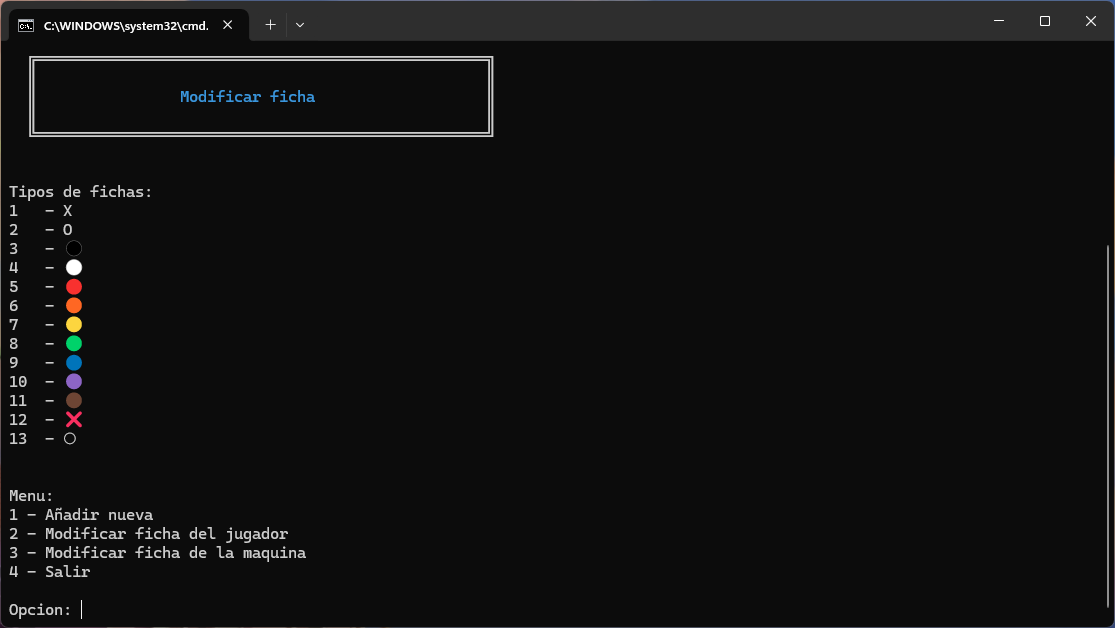 C:\WINDOWS\system32\cmd.
Modificar ficha
Tipos de fichas:
1 - X
2 - O
3 - ⚫
4 - ⚪
5 - 🔴
6 - 🟠
7 - 🟡
8 - 🟢
9 - 🔵
10 - 🟣
11 - 🟤
12 - ❌
13 - ○
Menu:
1 - Añadir nueva
2 - Modificar ficha del jugador
3 - Modificar ficha de la maquina
4 - Salir
Opcion: